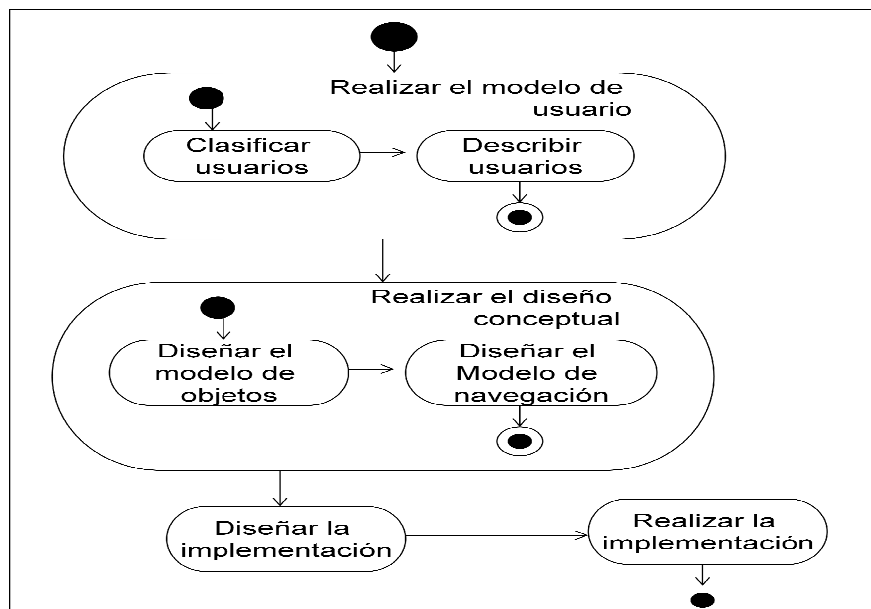 Realizar el modelo de
usuario
Clasificar
usuarios
Describir
usuarios
Realizar el diseño
conceptual
Diseñar el
modelo de
objetos
Diseñar el
Modelo de
navegación
Diseñar la
implementación
Realizar la
implementación